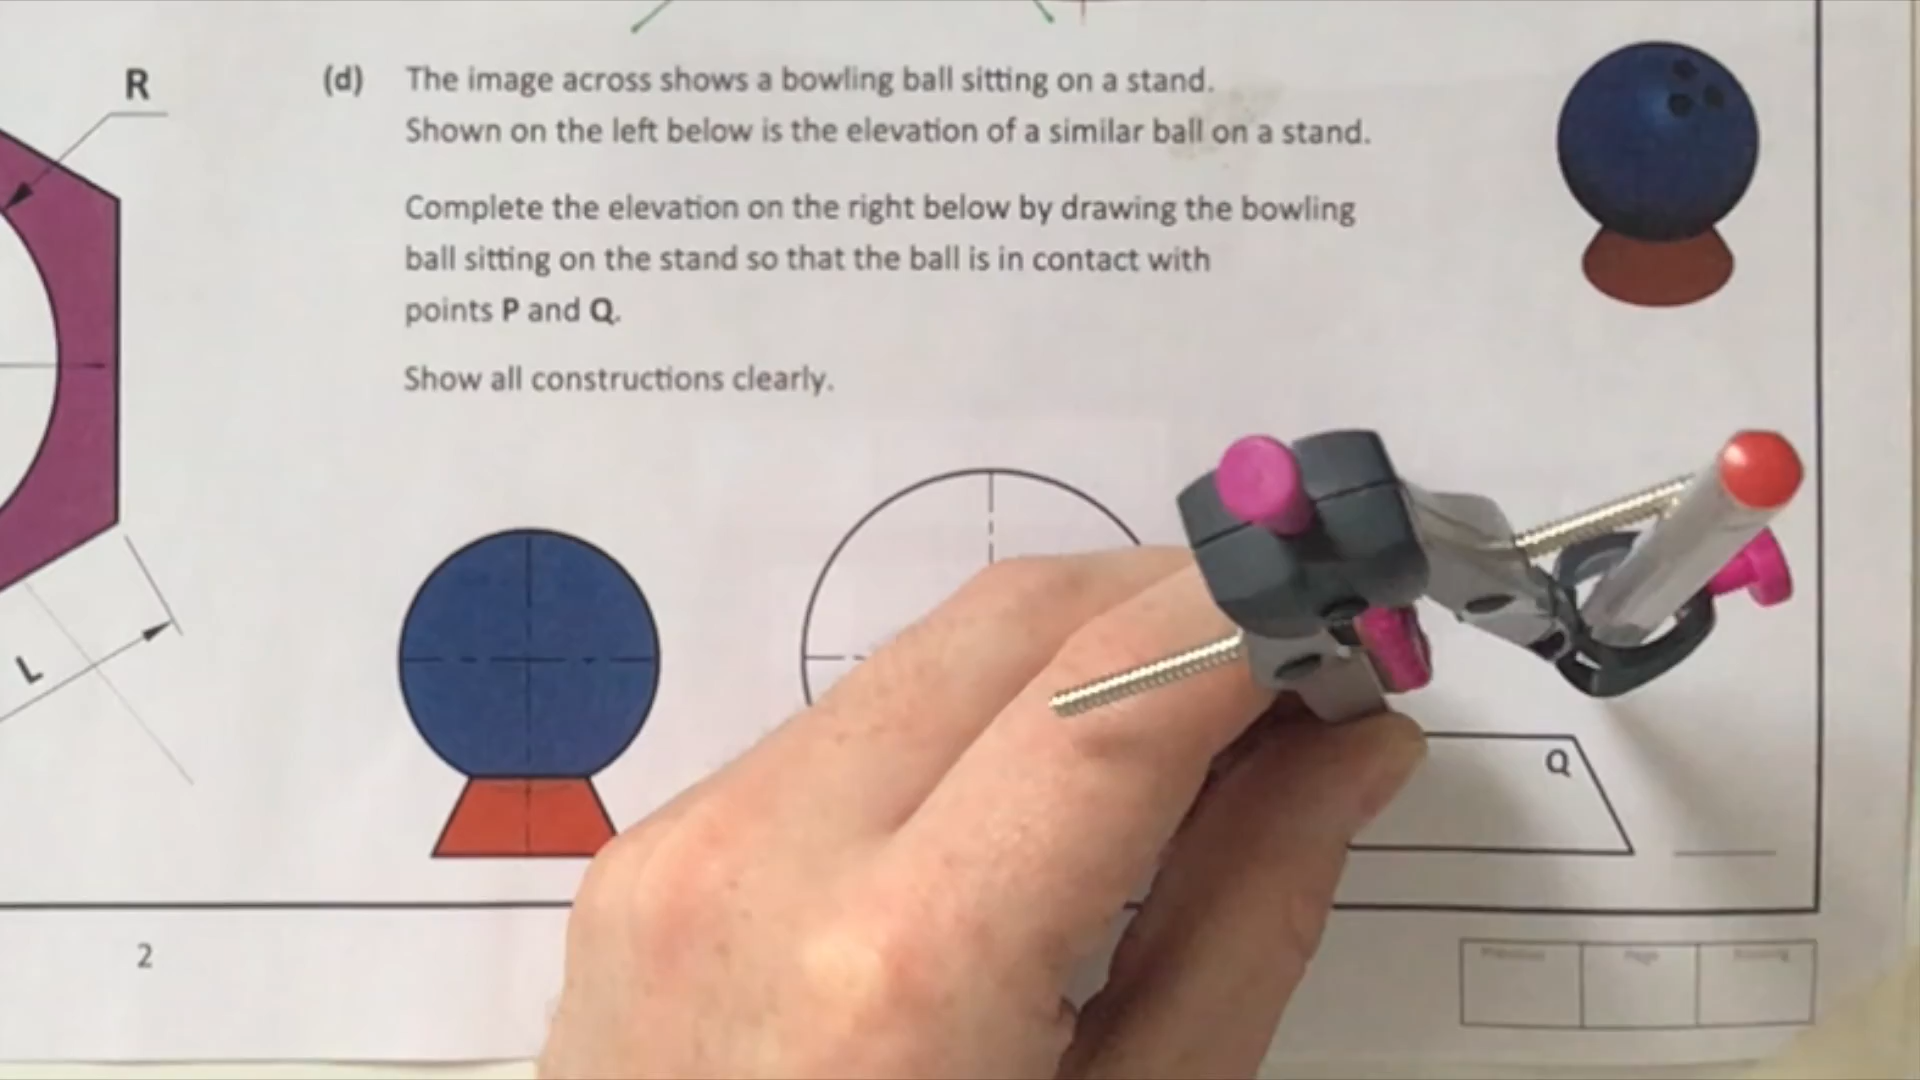 R
(d) The image across shows a bowling ball sitting on a stand.
Shown on the left below is the elevation of a similar ball on a stand.
Complete the elevation on the right below by drawing the bowling
ball sitting on the stand so that the ball is in contact with
points P and Q.
Show all constructions clearly.
L
Q
2